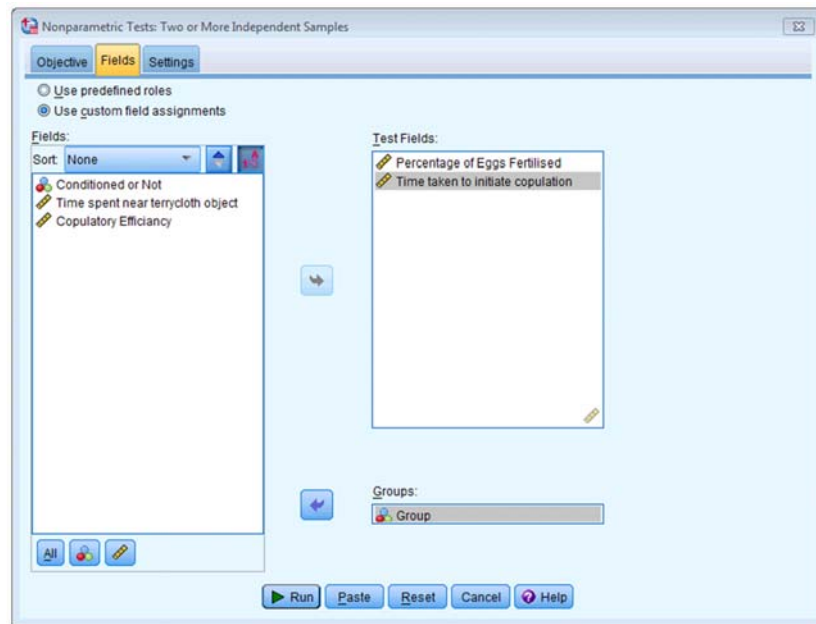 Nonparametric Tests: Two or More Independent Samples
Objective Fields Settings
Use predefined roles
Use custom field assignments
Fields:
Sort: None
Conditioned or Not
Time spent near terrycloth object
Copulatory Efficiancy
Test Fields:
Percentage of Eggs Fertilised
Time taken to initiate copulation
Groups:
Group
All
Run Paste Reset Cancel Help